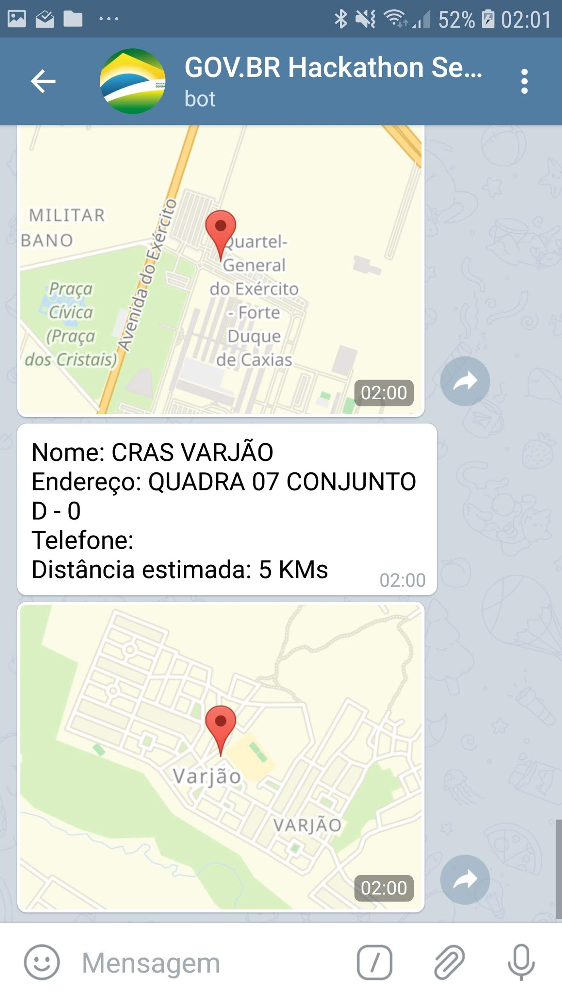 52% 02:01
GOV.BR Hackathon Se...
bot
MILITAR
BANO
Avenida do Exército
Quartel-
General
do Exército
- Forte
Duque
de Caxias
Praça
Cívica
(Praça
dos Cristais)
02:00
Nome: CRAS VARJÃO
Endereço: QUADRA 07 CONJUNTO
D - 0
Telefone:
Distância estimada: 5 KMs
02:00
Varjão
VARJÃO
02:00
Mensagem